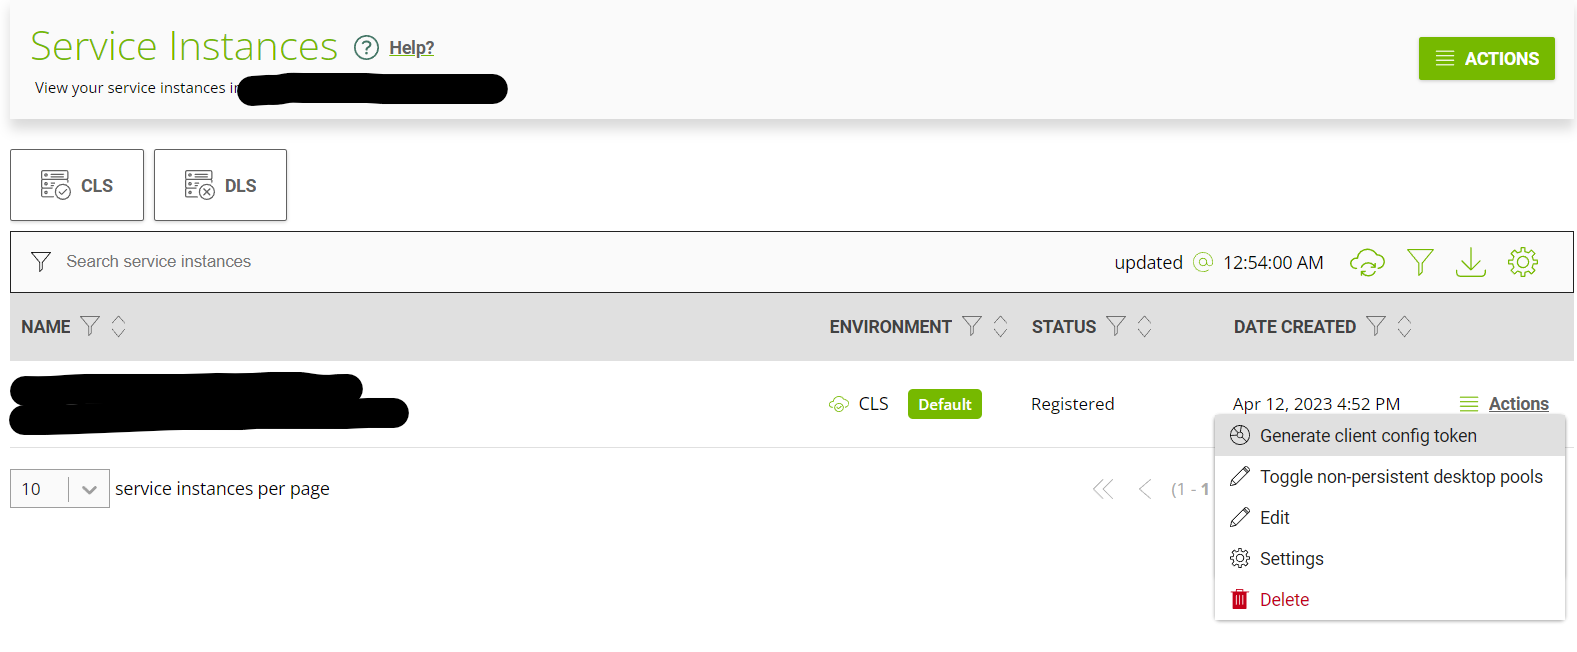 Service Instances ? Help?
ACTIONS
View your service instances
CLS DLS
Search service instances updated @ 12:54:00 AM
NAME ENVIRONMENT STATUS DATE CREATED
CLS Default Registered Apr 12, 2023 4:52 PM Actions
Generate client config token
Toggle non-persistent desktop pools
10 service instances per page (1 - 1
Edit
Settings
Delete